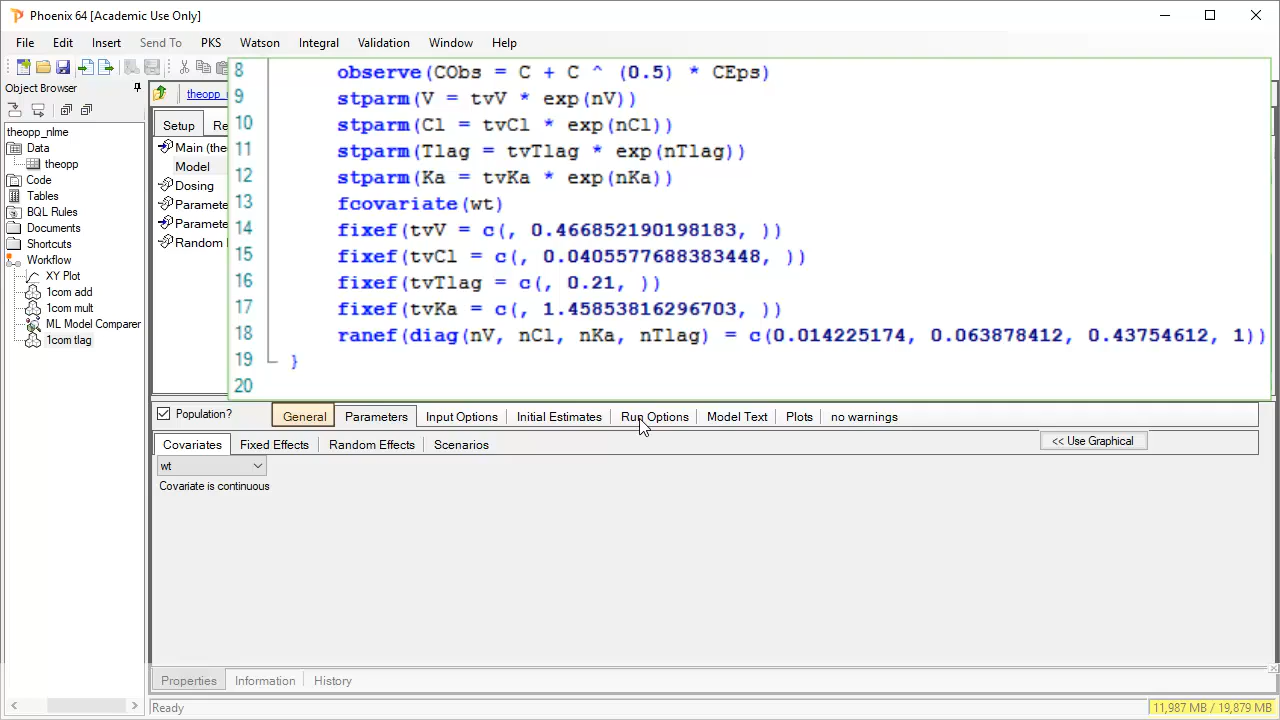 Phoenix 64 [Academic Use Only]
File Edit Insert Send To PKS Watson Integral Validation Window Help
Object Browser
theopp_nlme
Data
theopp
Code
Tables
BQL Rules
Documents
Shortcuts
Workflow
XY Plot
1com add
1com mult
ML Model Comparer
1com tlag
theopp_
Setup Re
Main (the
Model
Dosing
Paramete
Paramete
Random
8 observe(CObs = C + C ^ (0.5) * CEps)
9 stparm(V = tvV * exp(nV))
10 stparm(Cl = tvCl * exp(nCl))
11 stparm(Tlag = tvTlag * exp(nTlag))
12 stparm(Ka = tvKa * exp(nKa))
13 fcovariate(wt)
14 fixef(tvV = c(, 0.466852190198183, ))
15 fixef(tvCl = c(, 0.0405577688383448, ))
16 fixef(tvTlag = c(, 0.21, ))
17 fixef(tvKa = c(, 1.45853816296703, ))
18 ranef(diag(nV, nCl, nKa, nTlag) = c(0.014225174, 0.063878412, 0.43754612, 1))
19 }
20
Population? General Parameters Input Options Initial Estimates Run Options Model Text Plots no warnings
Covariates Fixed Effects Random Effects Scenarios << Use Graphical
wt
Covariate is continuous
Properties Information History
Ready 11,987 MB / 19,879 MB